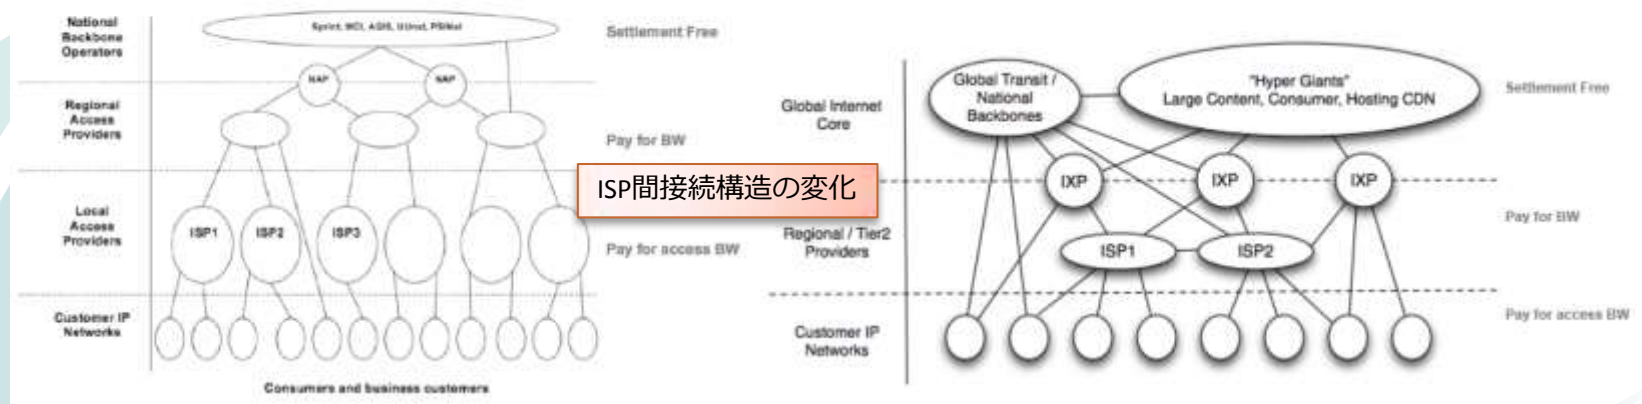 National
Backbone
Operators
Sprint, MCI, AGIS, UUnet, PSINet
Settlement Free
NAP
NAP
Regional
Access
Providers
Pay for BW
Local
Access
Providers
ISP1
ISP2
ISP3
Pay for access BW
Customer IP
Networks
Consumers and business customers
ISP間接続構造の変化
Global Internet
Core
Global Transit /
National
Backbones
"Hyper Giants"
Large Content, Consumer, Hosting CDN
Settlement Free
IXP
IXP
IXP
Pay for BW
Regional / Tier2
Providers
ISP1
ISP2
Customer IP
Networks
Pay for access BW